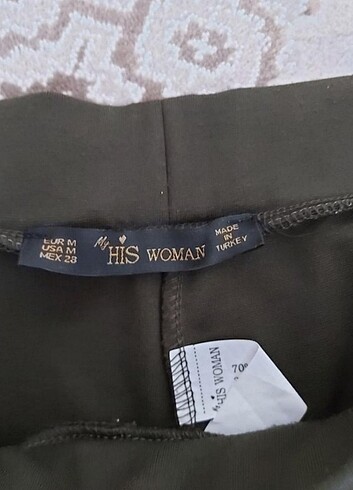 EUR M
USA M
MEX 28
My
HIS WOMAN
MADE
IN
TURKEY
70°
HIS WOMAN